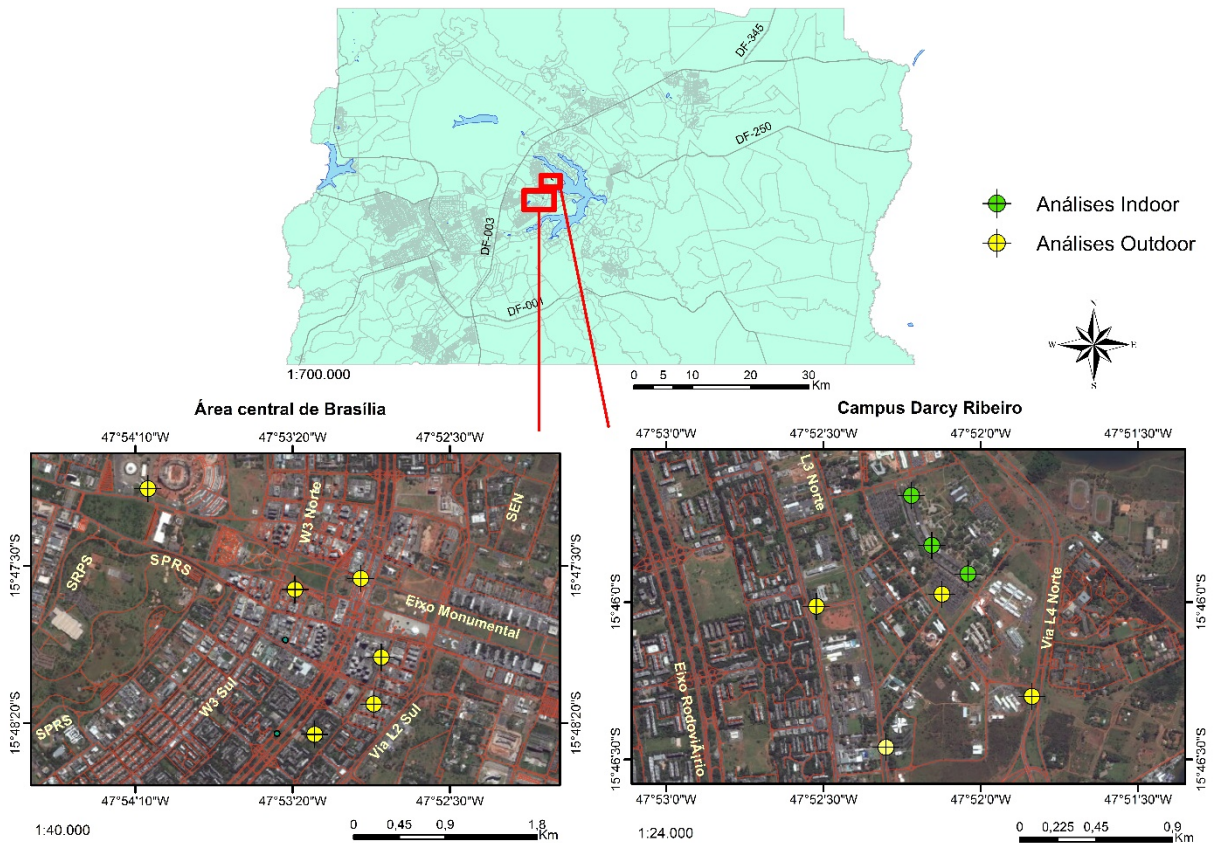 DF-345
DF-250
DF-003
DF-001
1:700.000
0 5 10 20 30
Km
Análises Indoor
Análises Outdoor
N
W E
S
Área central de Brasília
47°54'10"W 47°53'20"W 47°52'30"W
15°47'30"S
15°48'20"S
W3 Norte
SEN
SRPS
SPRS
Eixo Monumental
W3 Sul
SPRS
Via L2 Sul
15°47'30"S
15°48'20"S
47°54'10"W 47°53'20"W 47°52'30"W
1:40.000
0 0,45 0,9 1,8
Km
Campus Darcy Ribeiro
47°53'0"W 47°52'30"W 47°52'0"W 47°51'30"W
L3 Norte
15°46'0"S
15°46'30"S
Via L4 Norte
Eixo RodoviÃ¡rio
15°46'0"S
15°46'30"S
47°53'0"W 47°52'30"W 47°52'0"W 47°51'30"W
1:24.000
0 0,225 0,45 0,9
Km